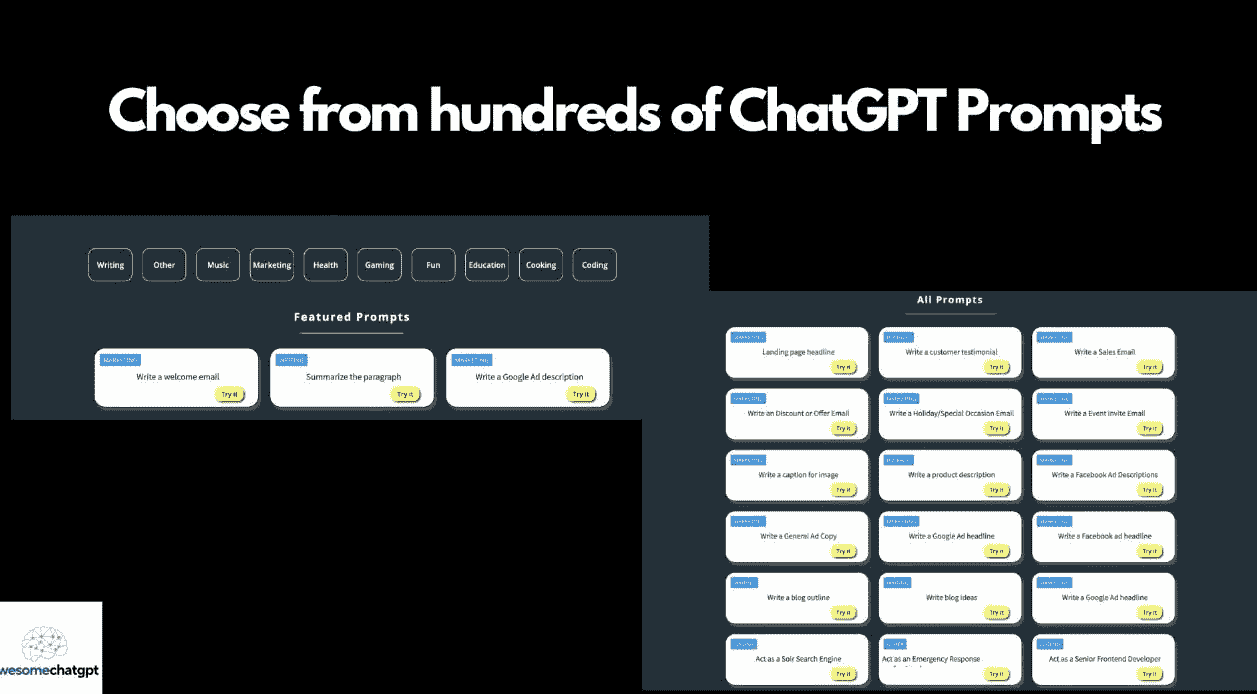 Choose from hundreds of ChatGPT Prompts
Writing
Other
Music
Marketing
Health
Gaming
Fun
Education
Cooking
Coding
Featured Prompts
MARKETING
Write a welcome email
Try it
WRITING
Summarize the paragraph
Try it
MARKETING
Write a Google Ad description
Try it
All Prompts
Landing page headline
Try it
Write a customer testimonial
Try it
Write a Sales Email
Try it
Write an Discount or Offer Email
Try it
Write a Holiday/Special Occasion Email
Try it
Write a Event Invite Email
Try it
Write a caption for image
Try it
Write a product description
Try it
Write a Facebook Ad Descriptions
Try it
Write a General Ad Copy
Try it
Write a Google Ad headline
Try it
Write a Facebook ad headline
Try it
Write a blog outline
Try it
Write blog ideas
Try it
Write a Google Ad headline
Try it
Act as a Solr Search Engine
Try it
Act as an Emergency Response
Try it
Act as a Senior Frontend Developer
Try it
wesomechatgpt